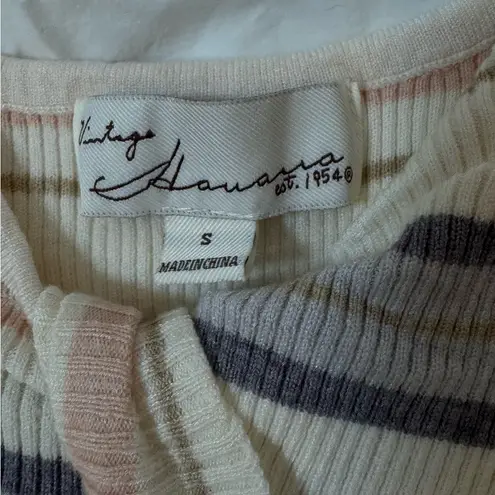 Vintage
Havana
est. 1954®
S
MADEINCHINA